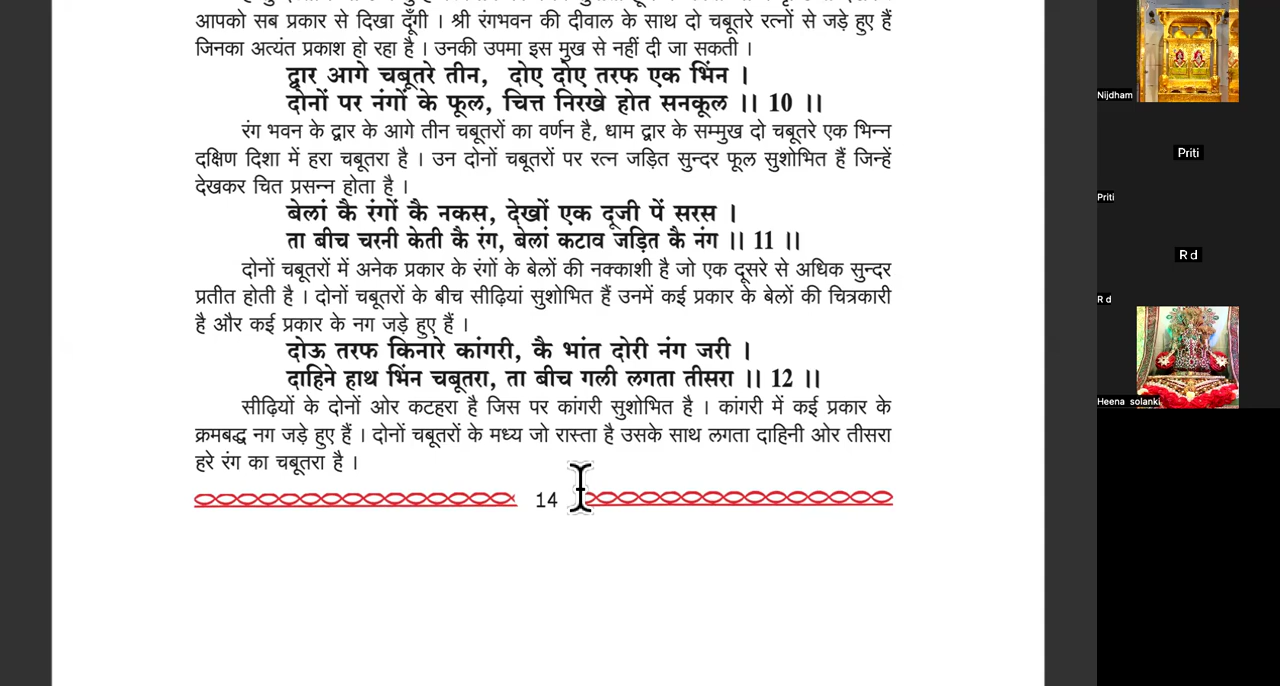 आपको सब प्रकार से दिखा दूँगी । श्री रंगभवन की दीवाल के साथ दो चबूतरे रत्नों से जड़े हुए हैं
जिनका अत्यंत प्रकाश हो रहा है । उनकी उपमा इस मुख से नहीं दी जा सकती ।
द्वार आगे चबूतरे तीन, दोए दोए तरफ एक भिंन ।
दोनों पर नंगों के फूल, चित्त निरखे होत सनकूल ।। 10 ।।
रंग भवन के द्वार के आगे तीन चबूतरों का वर्णन है, धाम द्वार के सम्मुख दो चबूतरे एक भिन्न
दक्षिण दिशा में हरा चबूतरा है । उन दोनों चबूतरों पर रत्न जड़ित सुन्दर फूल सुशोभित हैं जिन्हें
देखकर चित प्रसन्न होता है ।
बेलां कै रंगों कै नकस, देखों एक दूजी पें सरस ।
ता बीच चरनी केती कै रंग, बेलां कटाव जड़ित कै नंग ।। 11 ।।
दोनों चबूतरों में अनेक प्रकार के रंगों के बेलों की नक्काशी है जो एक दूसरे से अधिक सुन्दर
प्रतीत होती है । दोनों चबूतरों के बीच सीढ़ियां सुशोभित हैं उनमें कई प्रकार के बेलों की चित्रकारी
है और कई प्रकार के नग जड़े हुए हैं ।
दोऊ तरफ किनारे कांगरी, कै भांत दोरी नंग जरी ।
दाहिने हाथ भिंन चबूतरा, ता बीच गली लगता तीसरा ।। 12 ।।
सीढ़ियों के दोनों ओर कटहरा है जिस पर कांगरी सुशोभित है । कांगरी में कई प्रकार के
क्रमबद्ध नग जड़े हुए हैं । दोनों चबूतरों के मध्य जो रास्ता है उसके साथ लगता दाहिनी ओर तीसरा
हरे रंग का चबूतरा है ।
14
Nijdham
Priti
Priti
R d
R d
Heena solanki